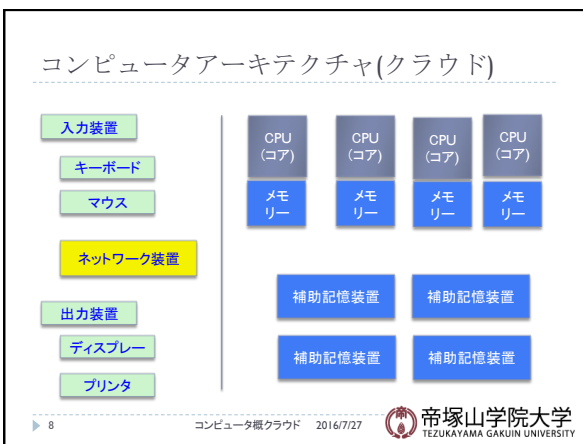 コンピュータアーキテクチャ(クラウド)
入力装置
キーボード
マウス
ネットワーク装置
出力装置
ディスプレー
プリンタ
CPU
(コア)
メモ
リー
CPU
(コア)
メモ
リー
CPU
(コア)
メモ
リー
CPU
(コア)
メモ
リー
補助記憶装置
補助記憶装置
補助記憶装置
補助記憶装置
8
コンピュータ概クラウド 2016/7/27
帝塚山学院大学
TEZUKAYAMA GAKUIN UNIVERSITY